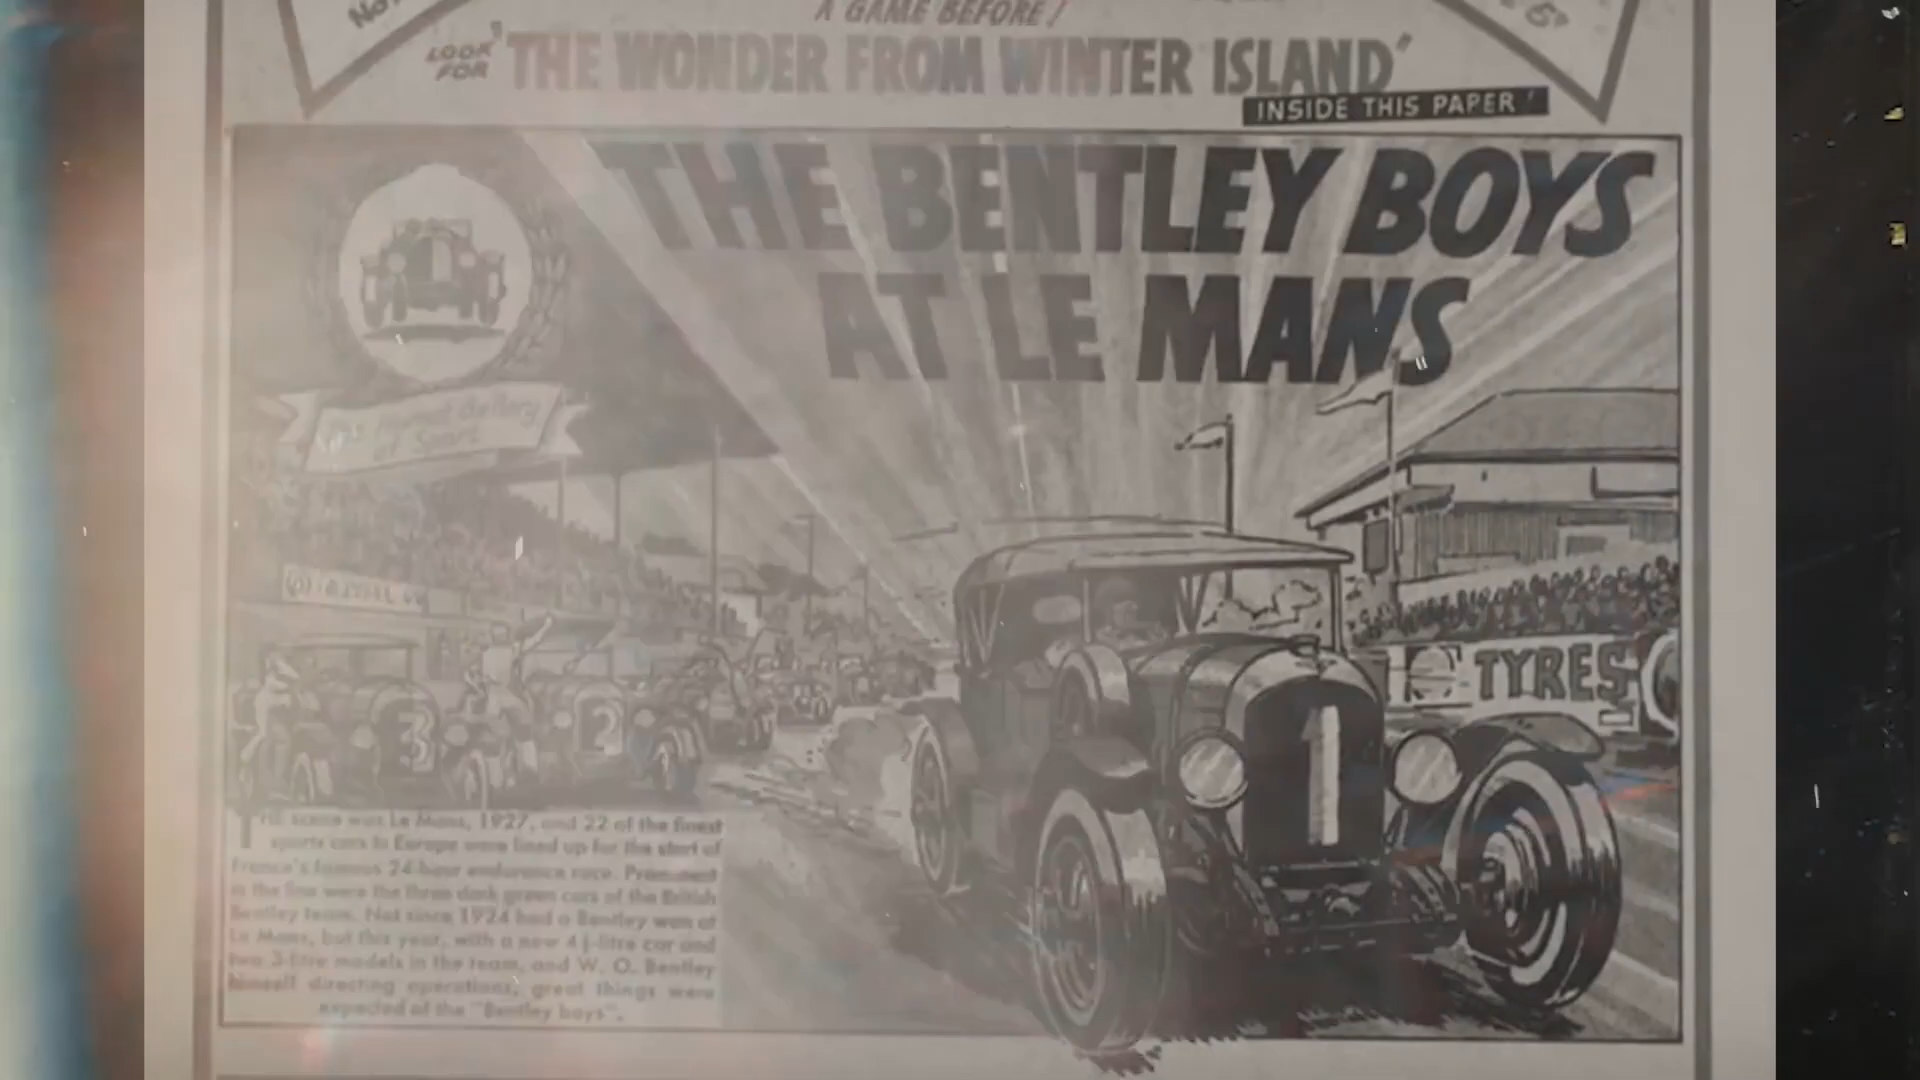 A GAME BEFORE!
LOOK FOR
'THE WONDER FROM WINTER ISLAND'
INSIDE THIS PAPER!
THE BENTLEY BOYS
AT LE MANS
of Sport
TYRES
3
2
1
THE scene was Le Mans, 1927, and 22 of the finest
sports cars in Europe were lined up for the start of
France's famous 24-hour endurance race. Prominent
in the line were the three dark green cars of the British
Bentley team. Not since 1924 had a Bentley won at
Le Mans, but this year, with a new 4½-litre car and
two 3-litre models in the team, and W. O. Bentley
himself directing operations, great things were
expected of the "Bentley boys".